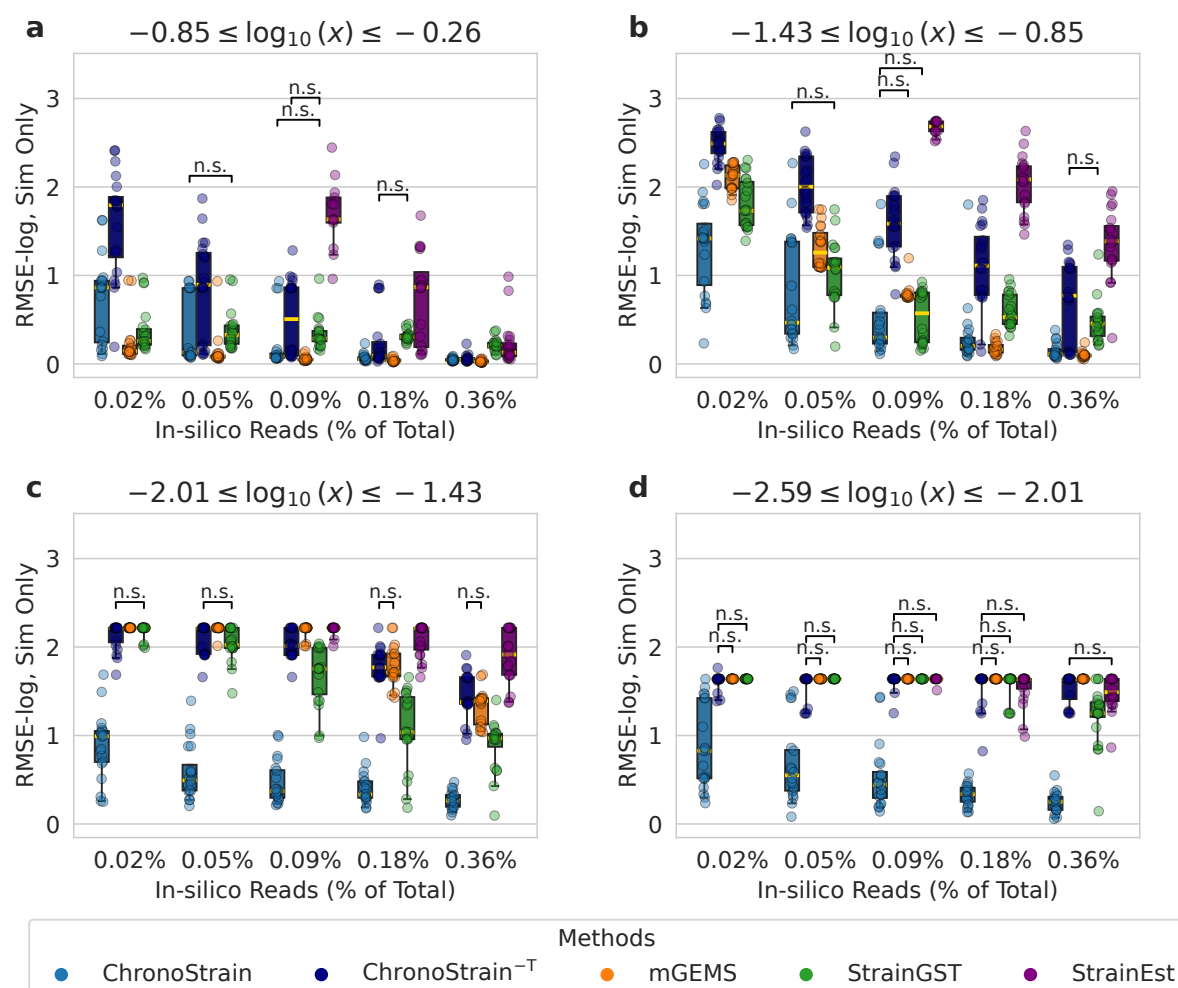 a
−0.85 ≤ log₁₀ (x) ≤ −0.26
RMSE-log, Sim Only
3
2
1
0
n.s.
n.s.
n.s.
n.s.
0.02% 0.05% 0.09% 0.18% 0.36%
In-silico Reads (% of Total)
b
−1.43 ≤ log₁₀ (x) ≤ −0.85
RMSE-log, Sim Only
3
2
1
0
n.s.
n.s.
n.s.
n.s.
0.02% 0.05% 0.09% 0.18% 0.36%
In-silico Reads (% of Total)
c
−2.01 ≤ log₁₀ (x) ≤ −1.43
RMSE-log, Sim Only
3
2
1
0
n.s. n.s. n.s. n.s.
0.02% 0.05% 0.09% 0.18% 0.36%
In-silico Reads (% of Total)
d
−2.59 ≤ log₁₀ (x) ≤ −2.01
RMSE-log, Sim Only
3
2
1
0
n.s. n.s. n.s. n.s.
n.s. n.s. n.s. n.s. n.s.
0.02% 0.05% 0.09% 0.18% 0.36%
In-silico Reads (% of Total)
Methods
ChronoStrain ChronoStrain⁻ᵀ mGEMS StrainGST StrainEst